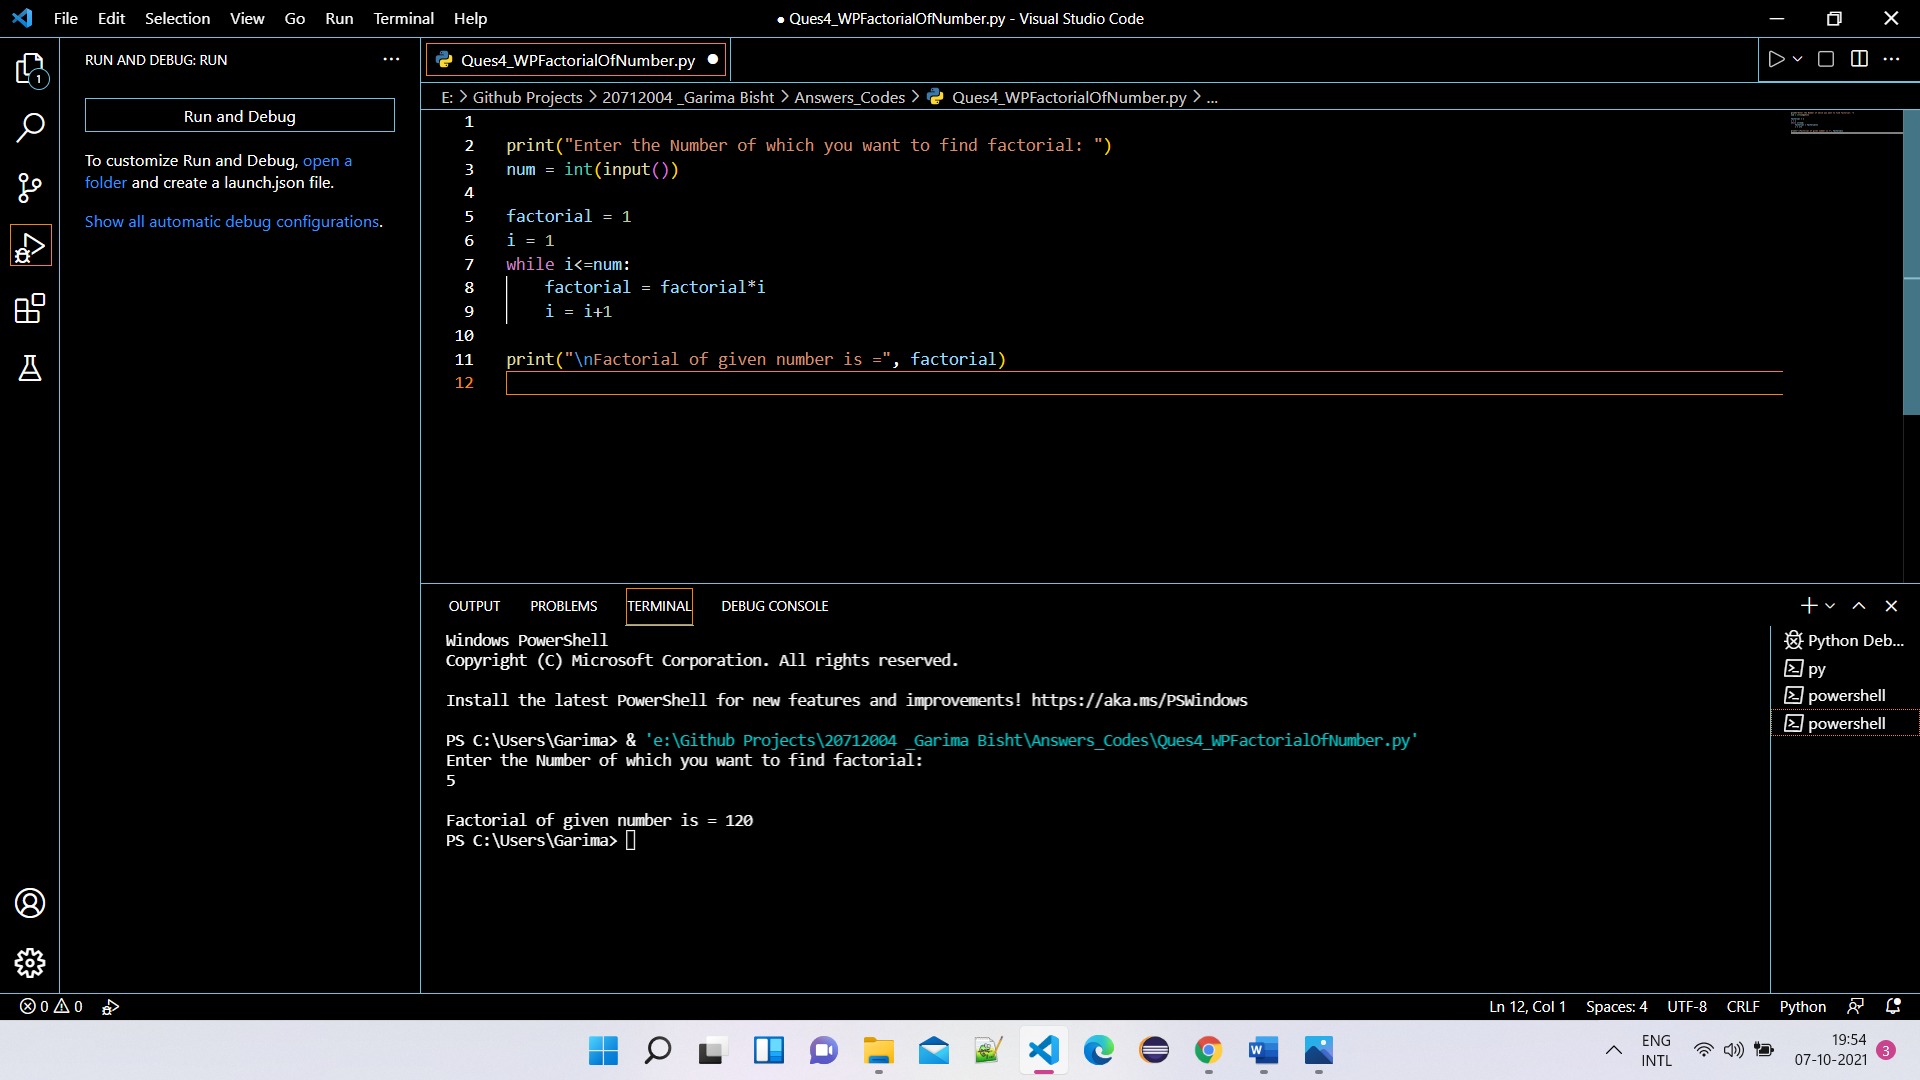 File Edit Selection View Go Run Terminal Help
● Ques4_WPFactorialOfNumber.py - Visual Studio Code
RUN AND DEBUG: RUN
Run and Debug
To customize Run and Debug, open a
folder and create a launch.json file.
Show all automatic debug configurations.
1
Ques4_WPFactorialOfNumber.py
E: > Github Projects > 20712004 _Garima Bisht > Answers_Codes > Ques4_WPFactorialOfNumber.py > ...
1
2 print("Enter the Number of which you want to find factorial: ")
3 num = int(input())
4
5 factorial = 1
6 i = 1
7 while i<=num:
8     factorial = factorial*i
9     i = i+1
10
11 print("\nFactorial of given number is =", factorial)
12
OUTPUT PROBLEMS TERMINAL DEBUG CONSOLE
Windows PowerShell
Copyright (C) Microsoft Corporation. All rights reserved.
Install the latest PowerShell for new features and improvements! https://aka.ms/PSWindows
PS C:\Users\Garima> & 'e:\Github Projects\20712004 _Garima Bisht\Answers_Codes\Ques4_WPFactorialOfNumber.py'
Enter the Number of which you want to find factorial:
5
Factorial of given number is = 120
PS C:\Users\Garima>
Python Deb...
py
powershell
powershell
0 0
Ln 12, Col 1 Spaces: 4 UTF-8 CRLF Python
ENG
INTL
19:54
07-10-2021
3